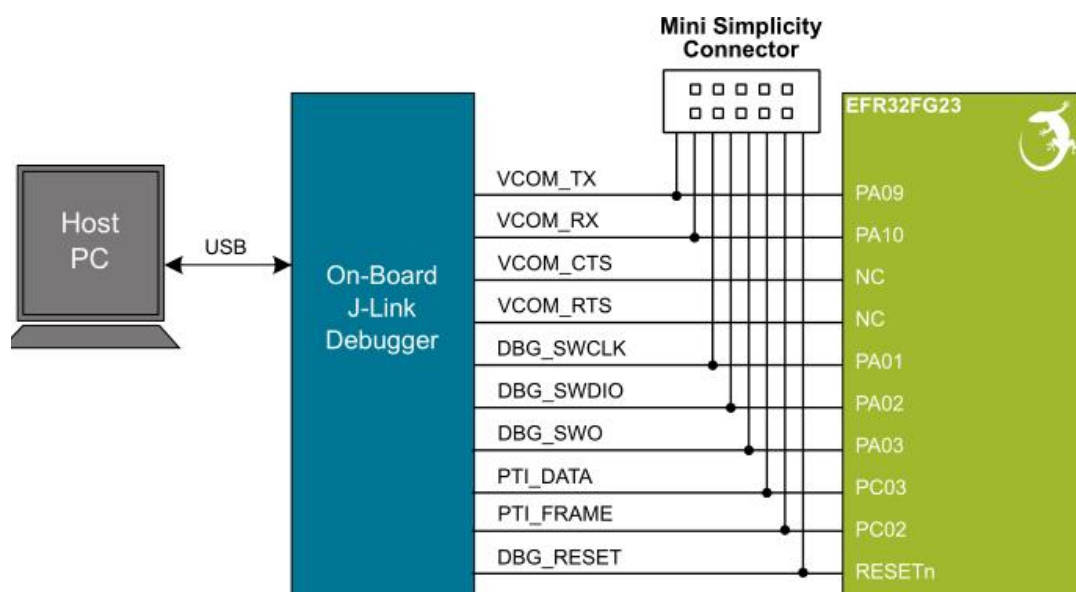 Mini Simplicity
Connector
EFR32FG23
Host
PC
USB
On-Board
J-Link
Debugger
VCOM_TX
PA09
VCOM_RX
PA10
VCOM_CTS
NC
VCOM_RTS
NC
DBG_SWCLK
PA01
DBG_SWDIO
PA02
DBG_SWO
PA03
PTI_DATA
PC03
PTI_FRAME
PC02
DBG_RESET
RESETn